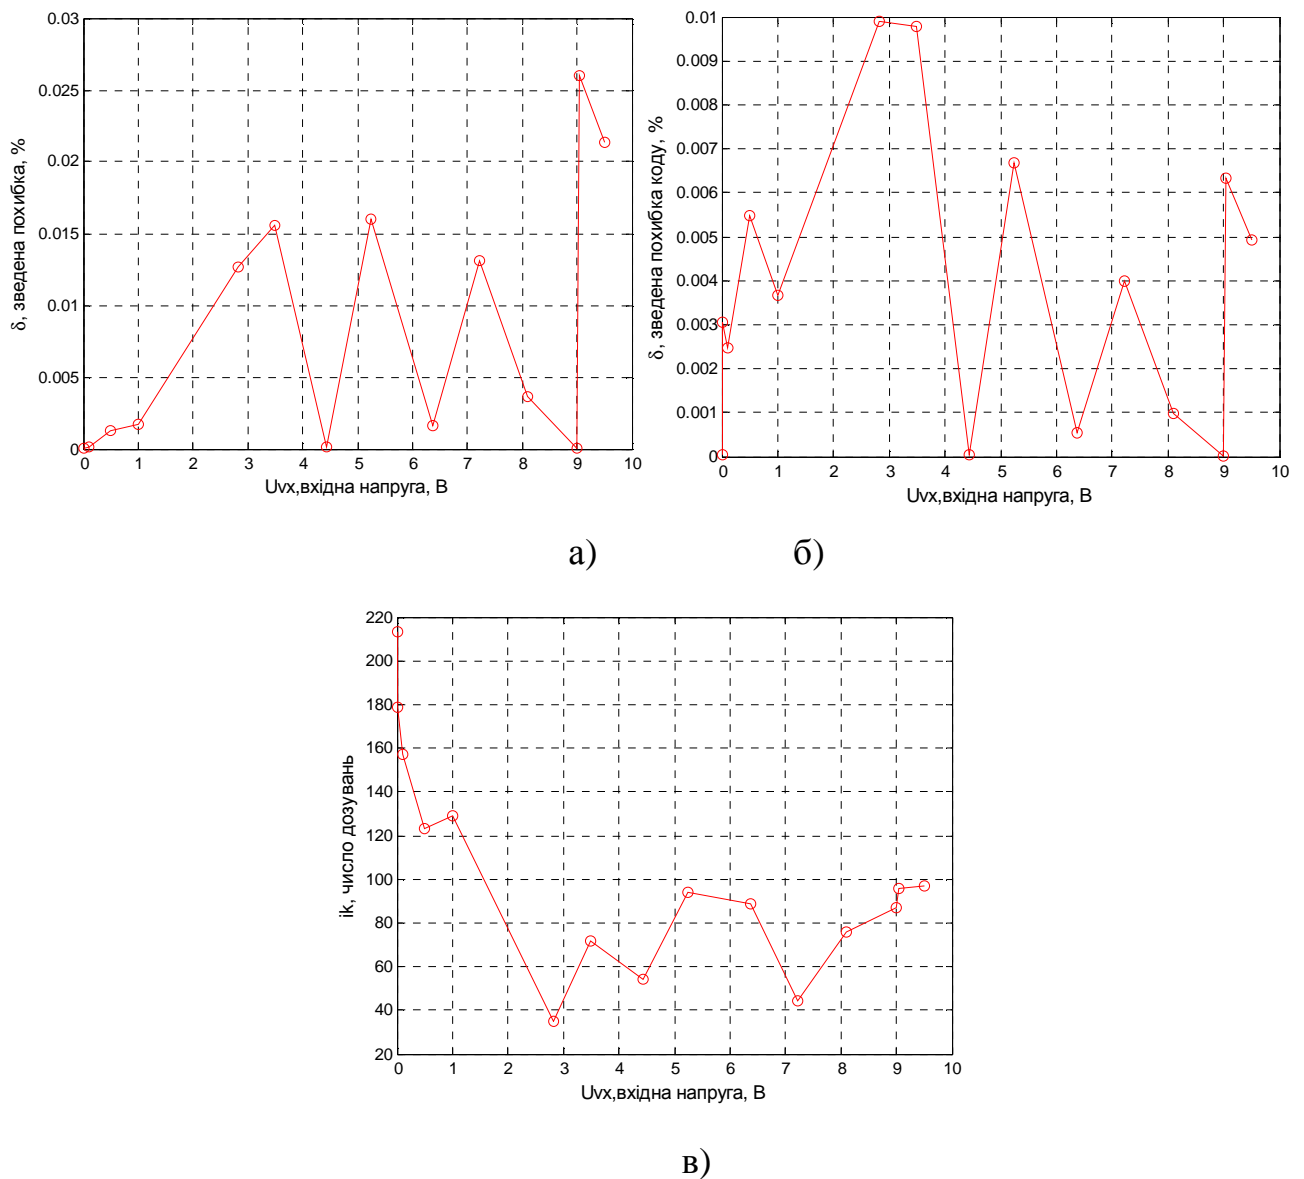 0.03
0.025
0.02
0.015
0.01
0.005
0
0 1 2 3 4 5 6 7 8 9 10
δ, зведена похибка, %
Uvx,вхідна напруга, В
0.01
0.009
0.008
0.007
0.006
0.005
0.004
0.003
0.002
0.001
0
0 1 2 3 4 5 6 7 8 9 10
δ, зведена похибка коду, %
Uvx,вхідна напруга, В
а) б)
220
200
180
160
140
120
100
80
60
40
20
0 1 2 3 4 5 6 7 8 9 10
ik, число дозувань
Uvx,вхідна напруга, В
в)